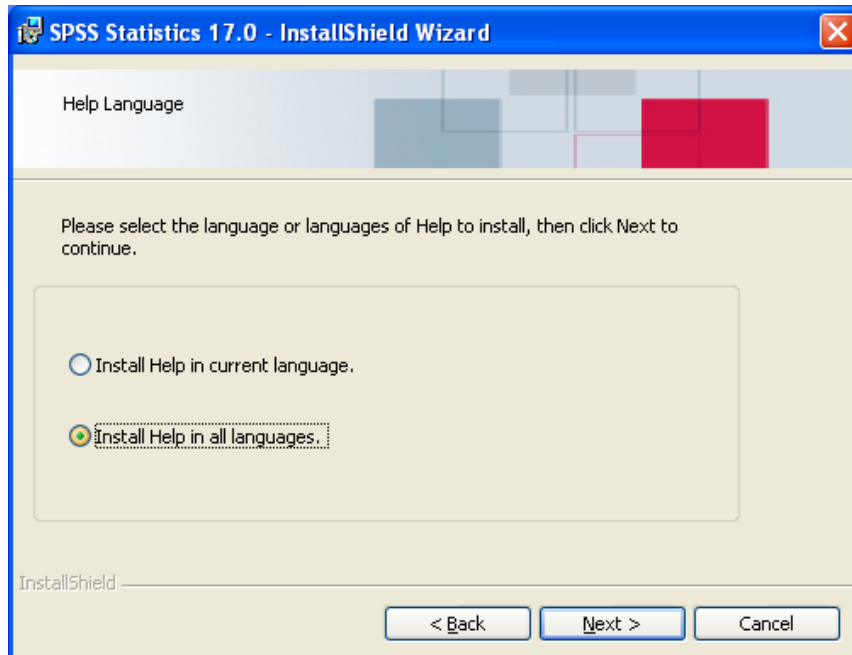 SPSS Statistics 17.0 - InstallShield Wizard
Help Language
Please select the language or languages of Help to install, then click Next to
continue.
Install Help in current language.
Install Help in all languages.
InstallShield
< Back
Next >
Cancel